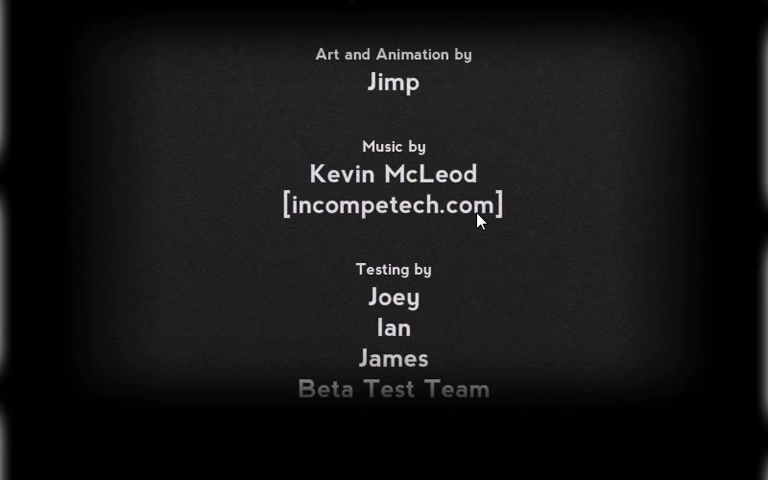 Art and Animation by
Jimp
Music by
Kevin McLeod
[incompetech.com]
Testing by
Joey
Ian
James
Beta Test Team